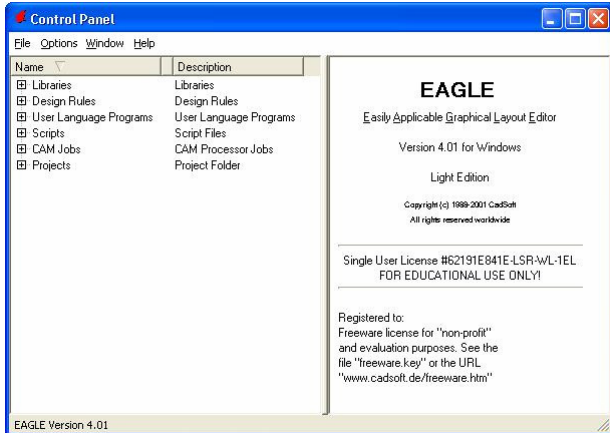 Control Panel
File Options Window Help
Name Description
Libraries Libraries
Design Rules Design Rules
User Language Programs User Language Programs
Scripts Script Files
CAM Jobs CAM Processor Jobs
Projects Project Folder
EAGLE
Easily Applicable Graphical Layout Editor
Version 4.01 for Windows
Light Edition
Copyright (c) 1988-2001 CadSoft
All rights reserved worldwide
Single User License #62191E841E-LSR-WL-1EL
FOR EDUCATIONAL USE ONLY!
Registered to:
Freeware license for "non-profit"
and evaluation purposes. See the
file "freeware.key" or the URL
"www.cadsoft.de/freeware.htm"
EAGLE Version 4.01